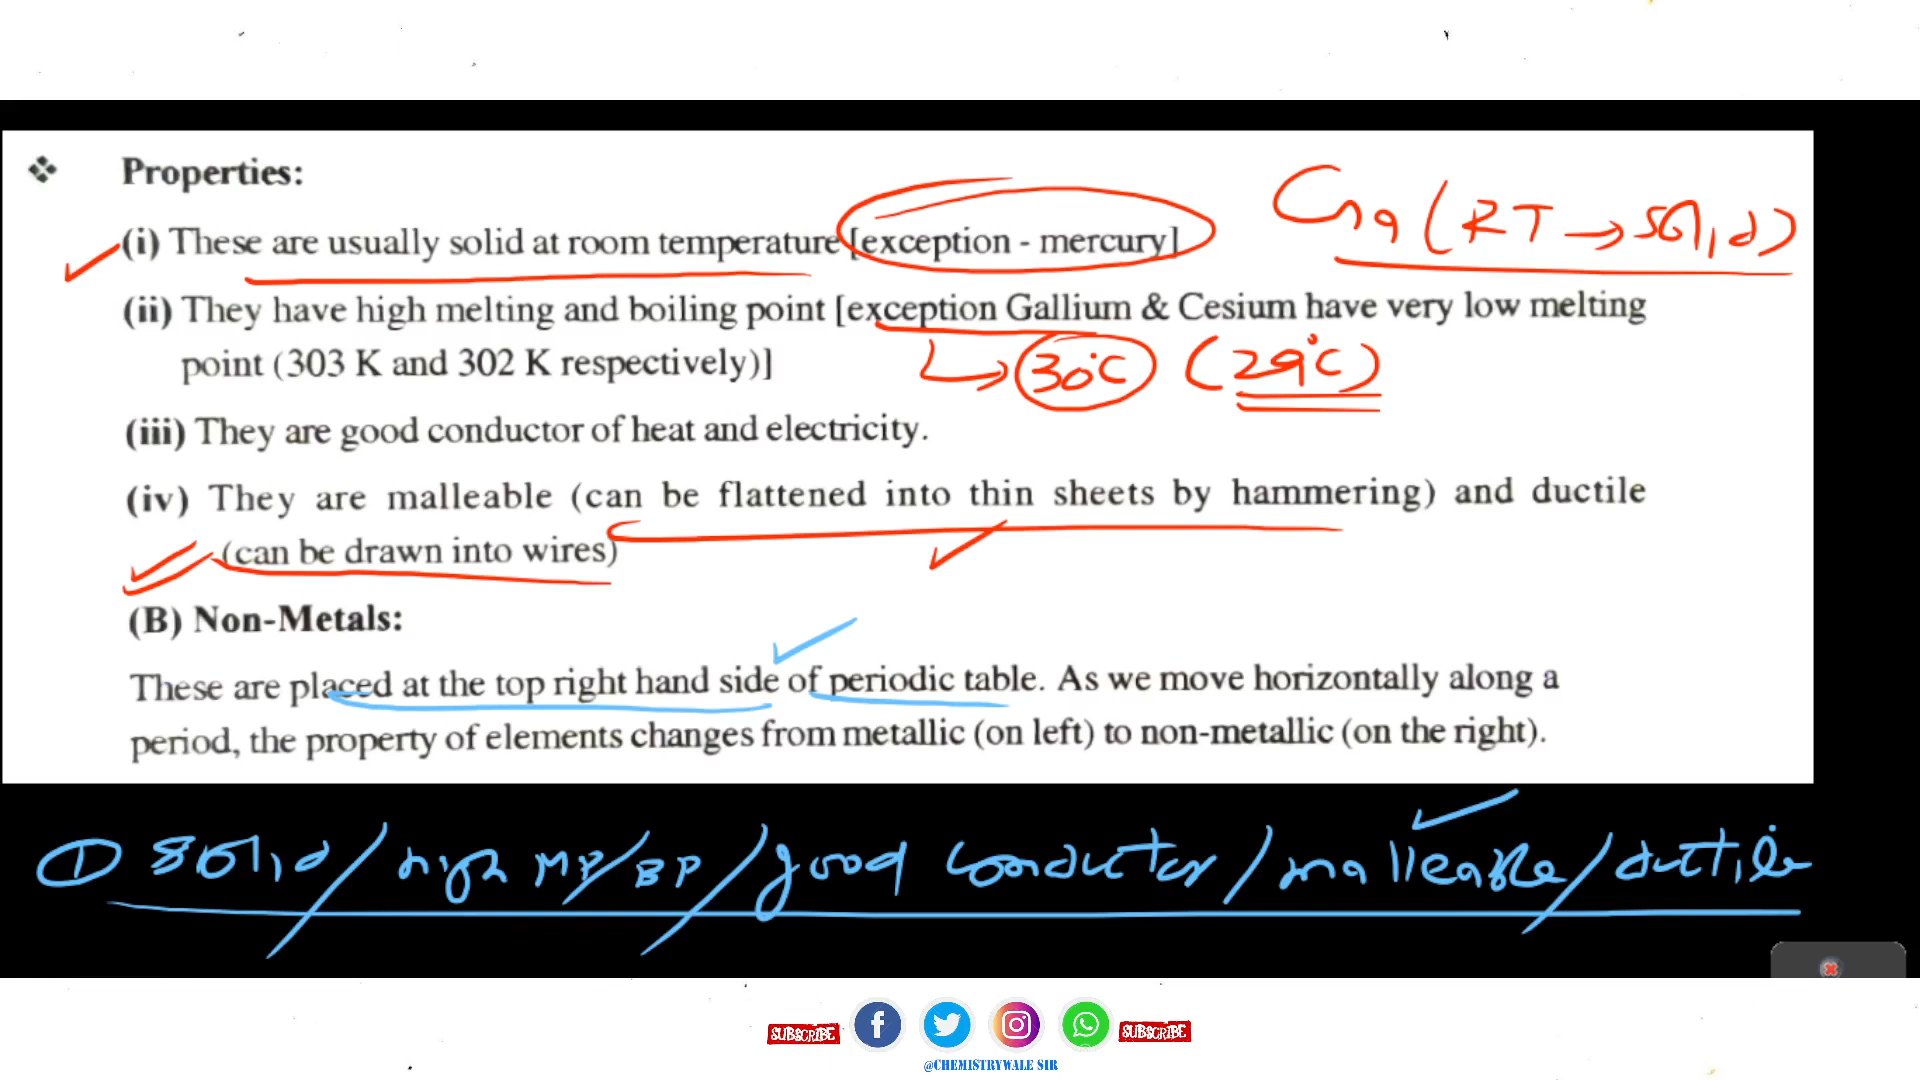 ❖ Properties:
(i) These are usually solid at room temperature [exception - mercury]
Ga (RT → solid)
(ii) They have high melting and boiling point [exception Gallium & Cesium have very low melting
point (303 K and 302 K respectively)]
30°C (29°C)
(iii) They are good conductor of heat and electricity.
(iv) They are malleable (can be flattened into thin sheets by hammering) and ductile
(can be drawn into wires)
(B) Non-Metals:
These are placed at the top right hand side of periodic table. As we move horizontally along a
period, the property of elements changes from metallic (on left) to non-metallic (on the right).
① solid / high MP/BP / good conductor / malleable / ductile
SUBSCRIBE SUBSCRIBE
@CHEMISTRYWALE SIR